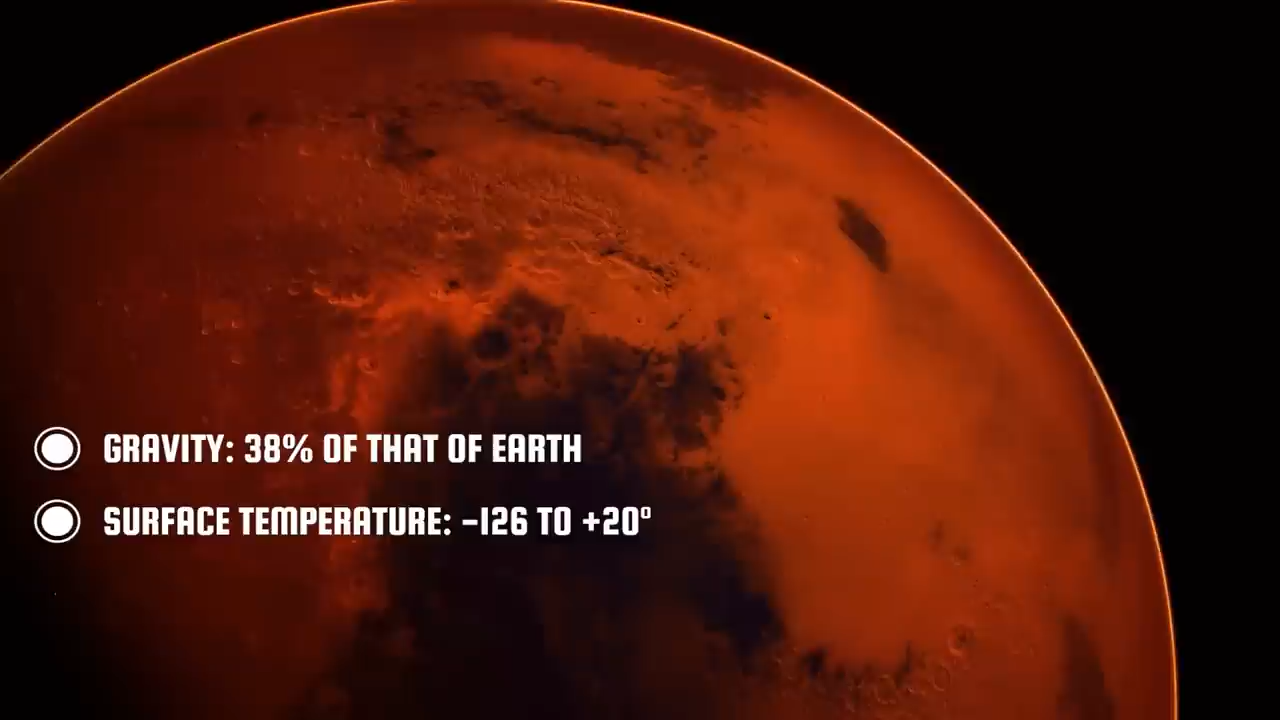 GRAVITY: 38% OF THAT OF EARTH
SURFACE TEMPERATURE: -126 TO +20°